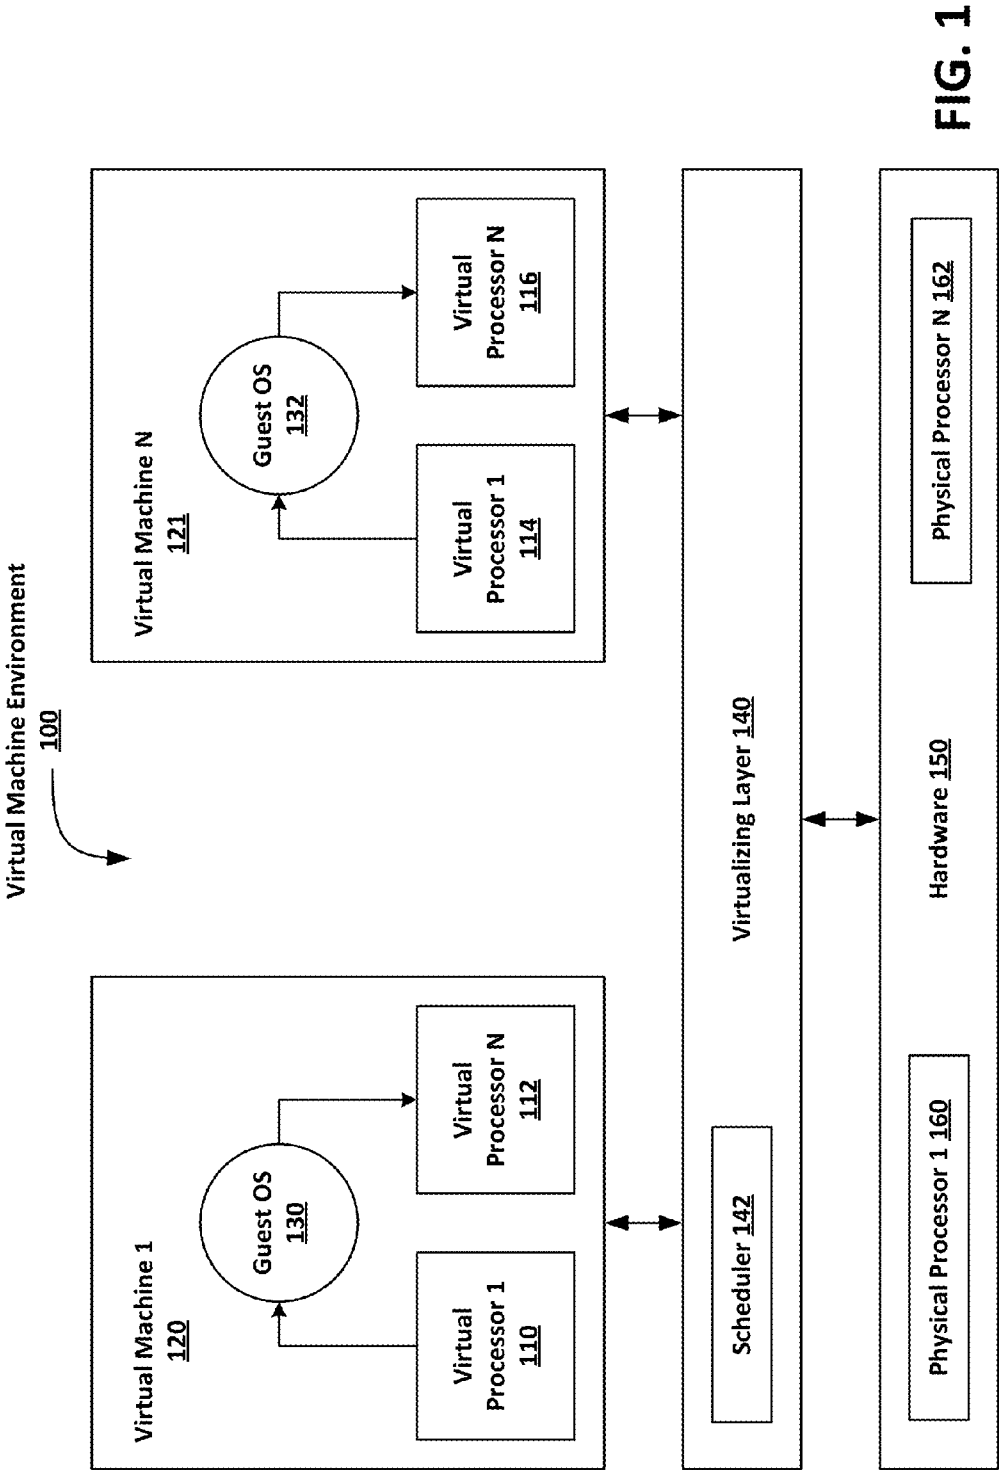 Virtual Machine Environment
100
Virtual Machine 1
120
Guest OS
130
Virtual
Processor 1
110
Virtual
Processor N
112
Virtual Machine N
121
Guest OS
132
Virtual
Processor 1
114
Virtual
Processor N
116
Scheduler 142
Virtualizing Layer 140
Physical Processor 1 160
Hardware 150
Physical Processor N 162
FIG. 1